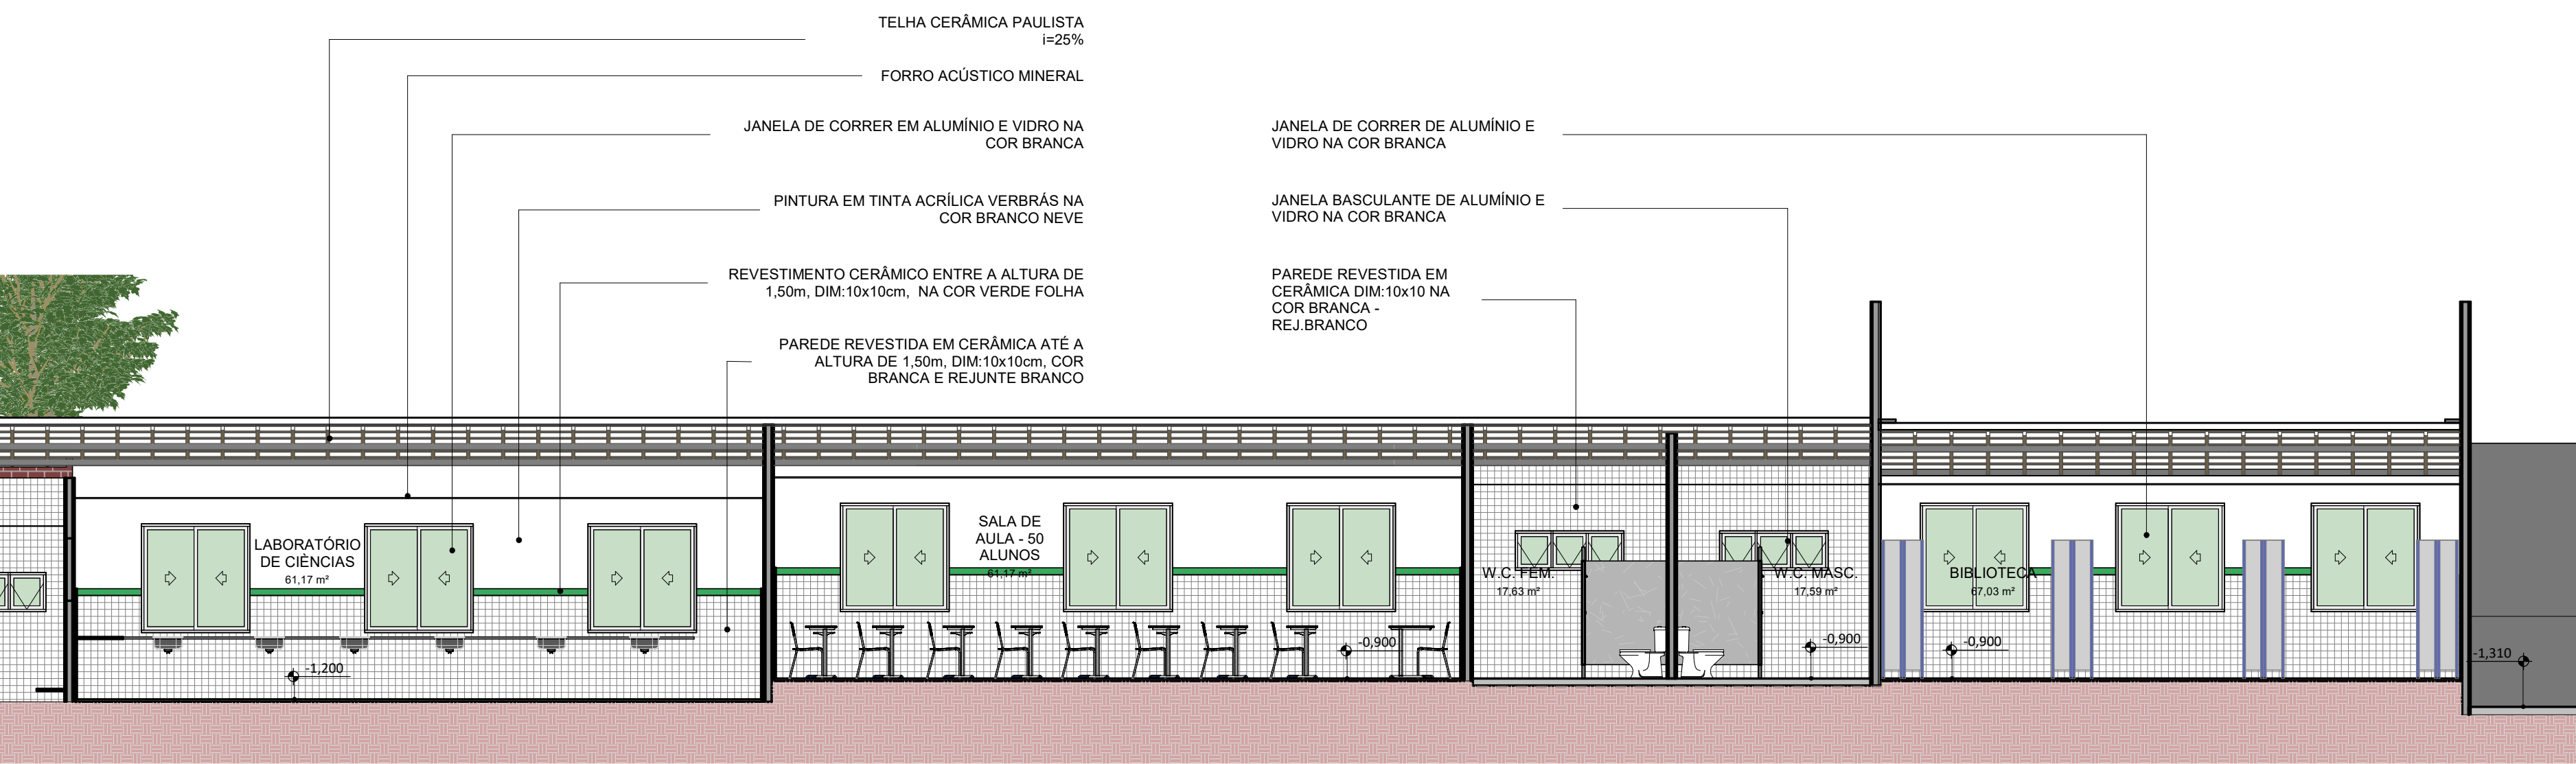 TELHA CERÂMICA PAULISTA
i=25%
FORRO ACÚSTICO MINERAL
JANELA DE CORRER EM ALUMÍNIO E VIDRO NA
COR BRANCA
PINTURA EM TINTA ACRÍLICA VERBRÁS NA
COR BRANCO NEVE
REVESTIMENTO CERÂMICO ENTRE A ALTURA DE
1,50m, DIM:10x10cm, NA COR VERDE FOLHA
PAREDE REVESTIDA EM CERÂMICA ATÉ A
ALTURA DE 1,50m, DIM:10x10cm, COR
BRANCA E REJUNTE BRANCO
JANELA DE CORRER DE ALUMÍNIO E
VIDRO NA COR BRANCA
JANELA BASCULANTE DE ALUMÍNIO E
VIDRO NA COR BRANCA
PAREDE REVESTIDA EM
CERÂMICA DIM:10x10 NA
COR BRANCA -
REJ.BRANCO
LABORATÓRIO
DE CIÈNCIAS
61,17 m²
-1,200
SALA DE
AULA - 50
ALUNOS
61,17 m²
-0,900
W.C. FEM.
17,63 m²
W.C. MASC.
17,59 m²
-0,900
BIBLIOTECA
67,03 m²
-0,900
-1,310